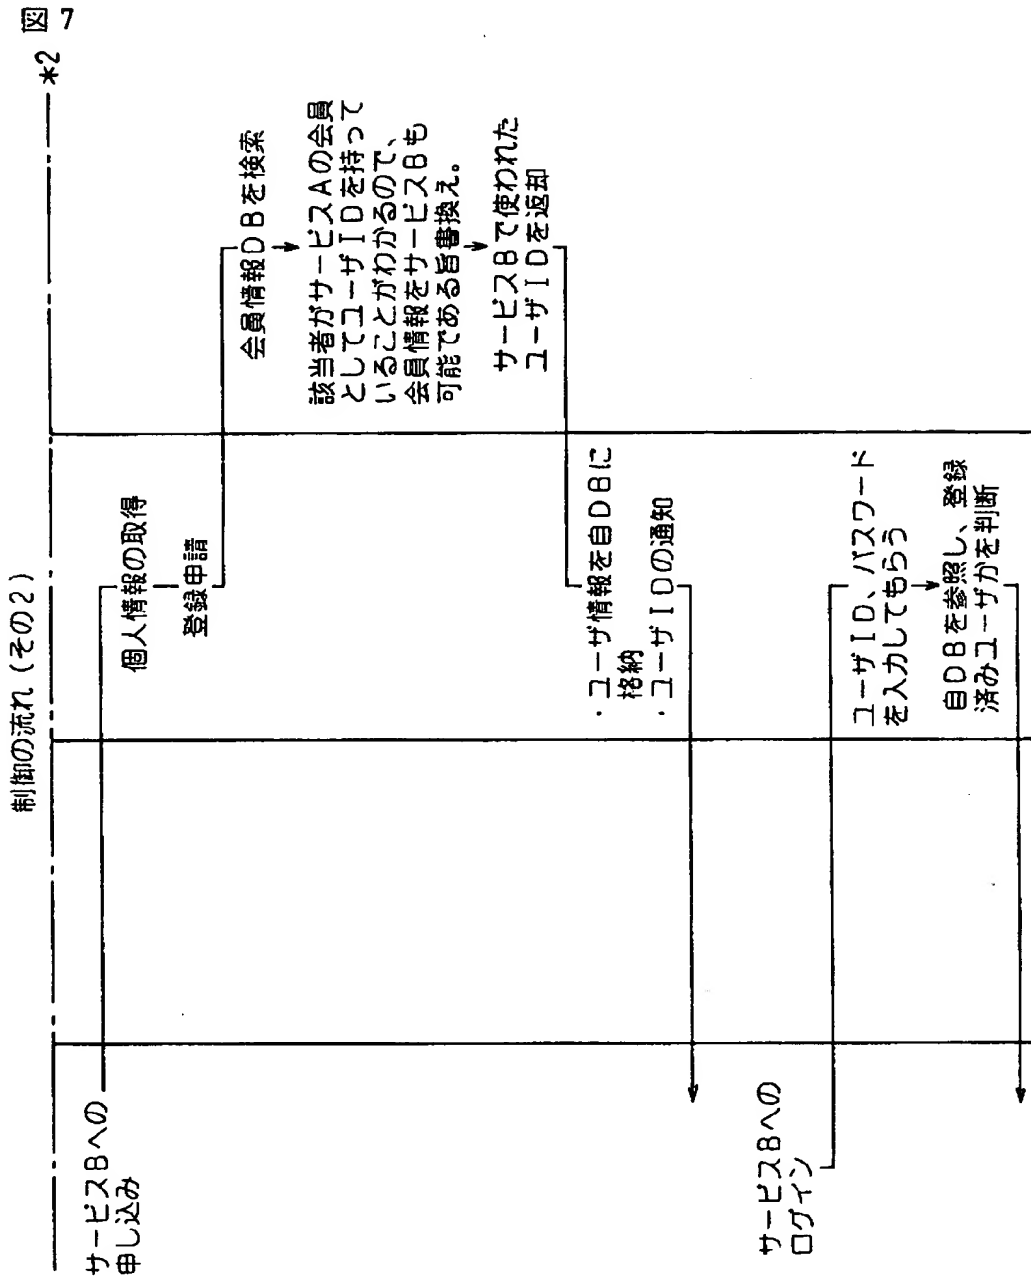 図7
制御の流れ(その2)
*2
サービスBへの
申し込み
個人情報の取得
登録申請
会員情報DBを検索
該当者がサービスAの会員
としてユーザIDを持って
いることがわかるので、
会員情報をサービスBも
可能である旨書換え。
サービスBで使われた
ユーザIDを返却
・ユーザ情報を自DBに
格納
・ユーザIDの通知
サービスBへの
ログイン
ユーザID、パスワード
を入力してもらう
自DBを参照し、登録
済みユーザかを判断